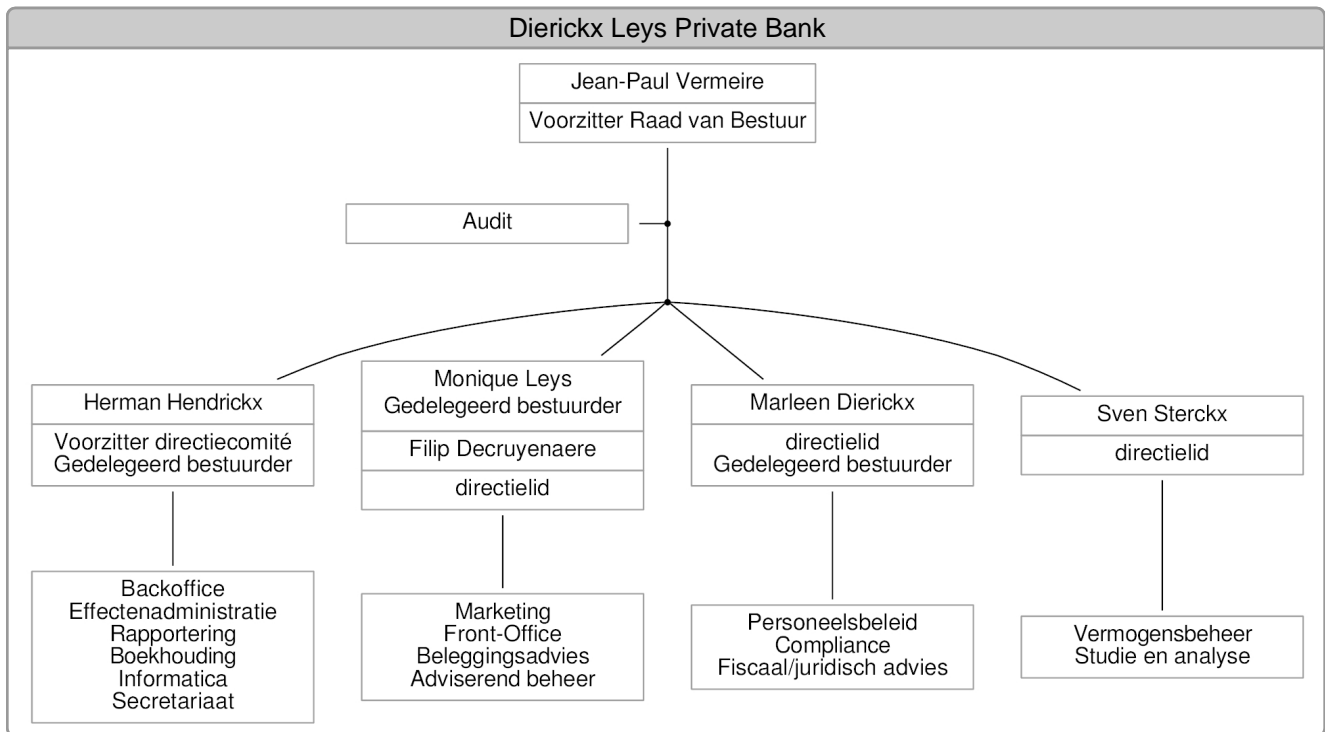 Dierickx Leys Private Bank
Jean-Paul Vermeire
Voorzitter Raad van Bestuur
Audit
Herman Hendrickx
Voorzitter directiecomité
Gedelegeerd bestuurder
Monique Leys
Gedelegeerd bestuurder
Filip Decruyenaere
directielid
Marleen Dierickx
directielid
Gedelegeerd bestuurder
Sven Sterckx
directielid
Backoffice
Effectenadministratie
Rapportering
Boekhouding
Informatica
Secretariaat
Marketing
Front-Office
Beleggingsadvies
Adviserend beheer
Personeelsbeleid
Compliance
Fiscaal/juridisch advies
Vermogensbeheer
Studie en analyse